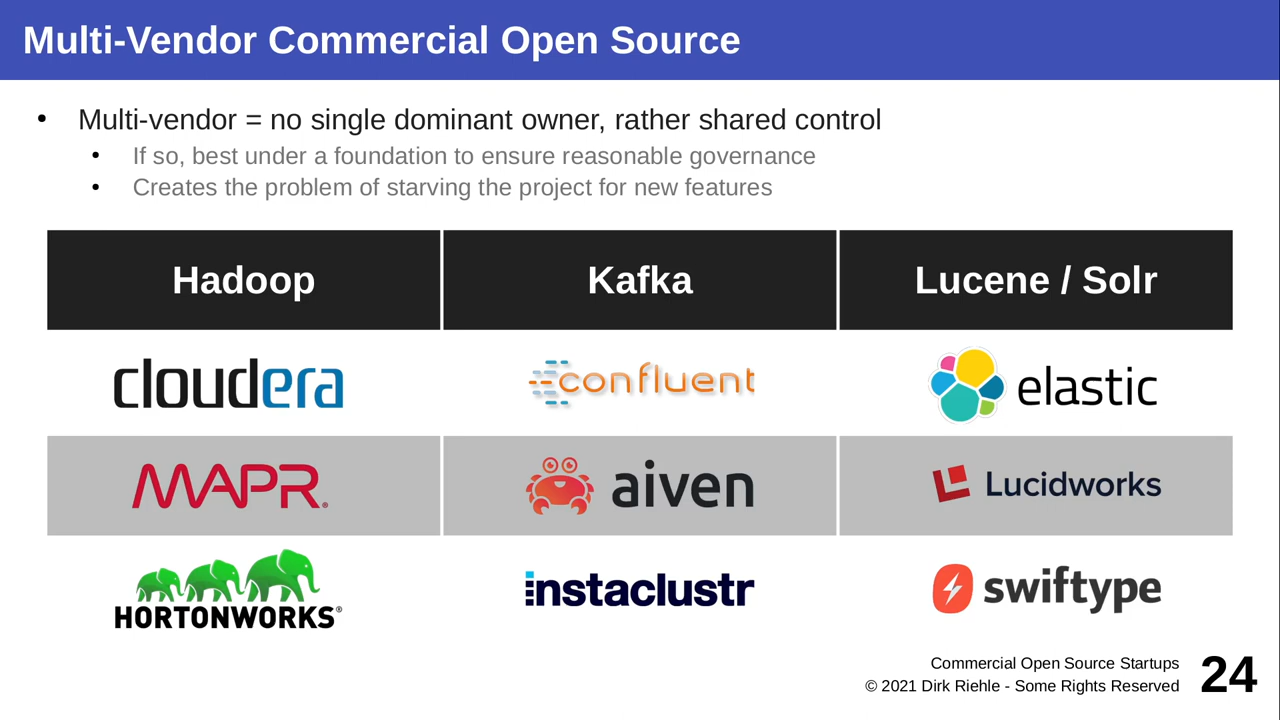 Multi-Vendor Commercial Open Source
• Multi-vendor = no single dominant owner, rather shared control
• If so, best under a foundation to ensure reasonable governance
• Creates the problem of starving the project for new features
Hadoop Kafka Lucene / Solr
cloudera confluent elastic
MAPR® aiven Lucidworks
HORTONWORKS® instaclustr swiftype
Commercial Open Source Startups
© 2021 Dirk Riehle - Some Rights Reserved
24